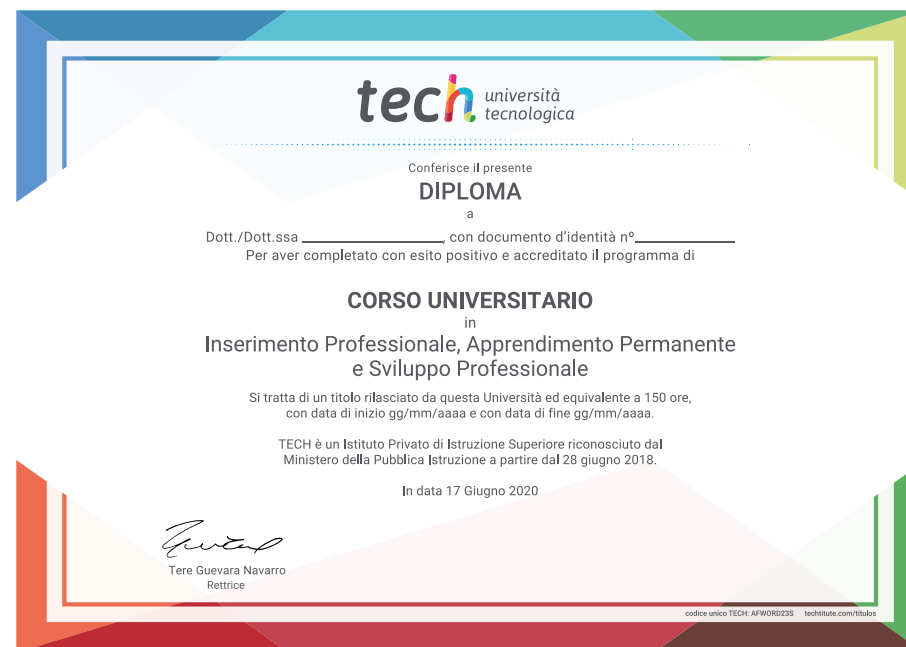 tech università
tecnologica
Conferisce il presente
DIPLOMA
a
Dott./Dott.ssa ____________________, con documento d'identità nº______________
Per aver completato con esito positivo e accreditato il programma di
CORSO UNIVERSITARIO
in
Inserimento Professionale, Apprendimento Permanente
e Sviluppo Professionale
Si tratta di un titolo rilasciato da questa Università ed equivalente a 150 ore,
con data di inizio gg/mm/aaaa e con data di fine gg/mm/aaaa.
TECH è un Istituto Privato di Istruzione Superiore riconosciuto dal
Ministero della Pubblica Istruzione a partire dal 28 giugno 2018.
In data 17 Giugno 2020
Tere Guevara Navarro
Rettrice
codice unico TECH: AFWORD23S techtitute.com/titulos